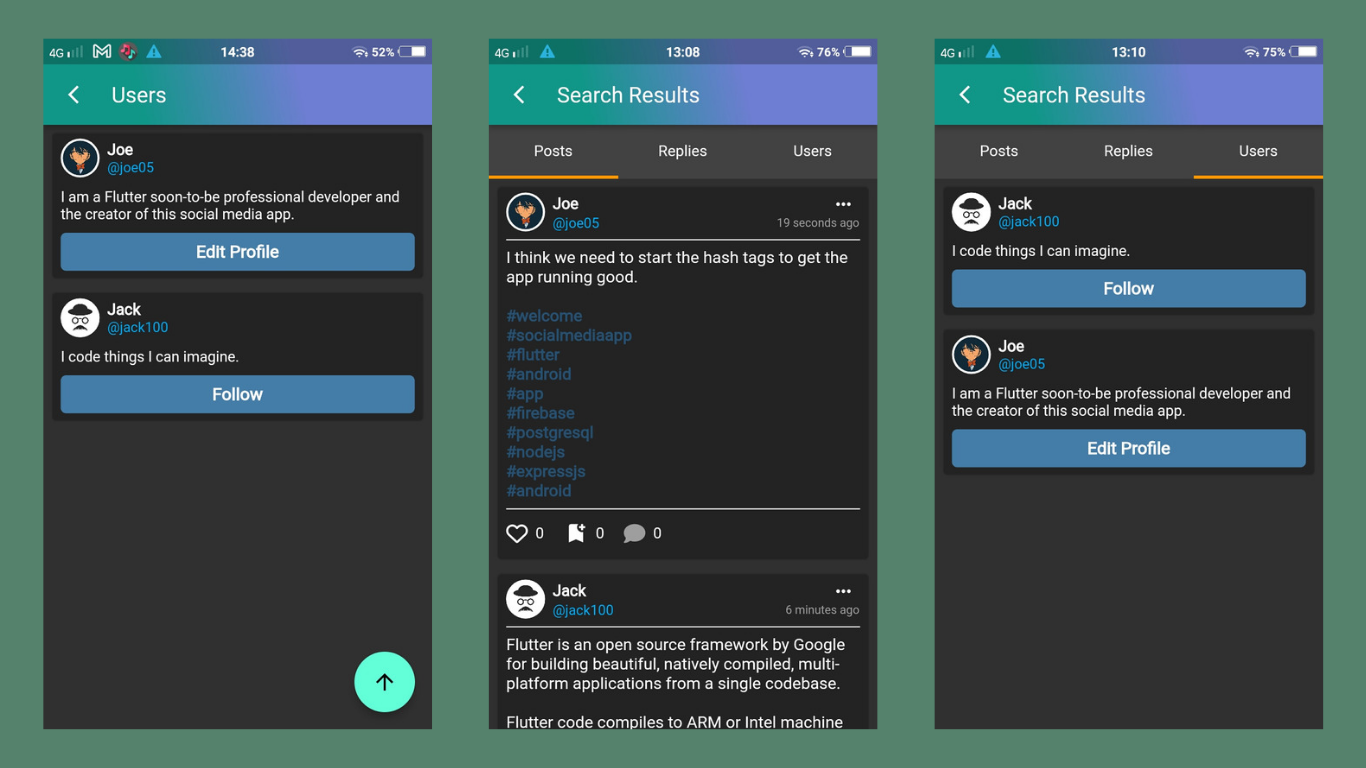 4G 14:38 52%
Users
Joe
@joe05
I am a Flutter soon-to-be professional developer and
the creator of this social media app.
Edit Profile
Jack
@jack100
I code things I can imagine.
Follow
4G 13:08 76%
Search Results
Posts Replies Users
Joe
@joe05 19 seconds ago
I think we need to start the hash tags to get the
app running good.
#welcome
#socialmediaapp
#flutter
#android
#app
#firebase
#postgresql
#nodejs
#expressjs
#android
0 0 0
Jack
@jack100 6 minutes ago
Flutter is an open source framework by Google
for building beautiful, natively compiled, multi-
platform applications from a single codebase.
Flutter code compiles to ARM or Intel machine
4G 13:10 75%
Search Results
Posts Replies Users
Jack
@jack100
I code things I can imagine.
Follow
Joe
@joe05
I am a Flutter soon-to-be professional developer and
the creator of this social media app.
Edit Profile